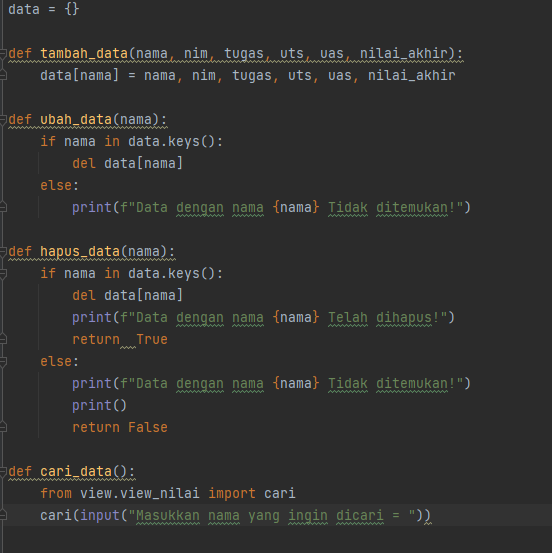 data = {}
def tambah_data(nama, nim, tugas, uts, uas, nilai_akhir):
    data[nama] = nama, nim, tugas, uts, uas, nilai_akhir
def ubah_data(nama):
    if nama in data.keys():
        del data[nama]
    else:
        print(f"Data dengan nama {nama} Tidak ditemukan!")
def hapus_data(nama):
    if nama in data.keys():
        del data[nama]
        print(f"Data dengan nama {nama} Telah dihapus!")
        return  True
    else:
        print(f"Data dengan nama {nama} Tidak ditemukan!")
        print()
        return False
def cari_data():
    from view.view_nilai import cari
    cari(input("Masukkan nama yang ingin dicari = "))